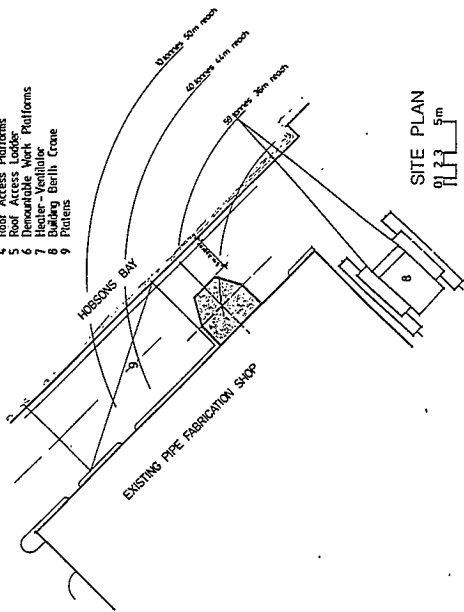 4 Roof Access Platforms
5 Roof Access Ladder
6 Demountable Work Platforms
7 Heater-Ventilator
8 Building Berth Crane
9 Platens
10 tonnes 50m reach
40 tonnes 44m reach
59 tonnes 36m reach
HOBSONS BAY
9
EXISTING PIPE FABRICATION SHOP
8
SITE PLAN
0 1 2 3 5m